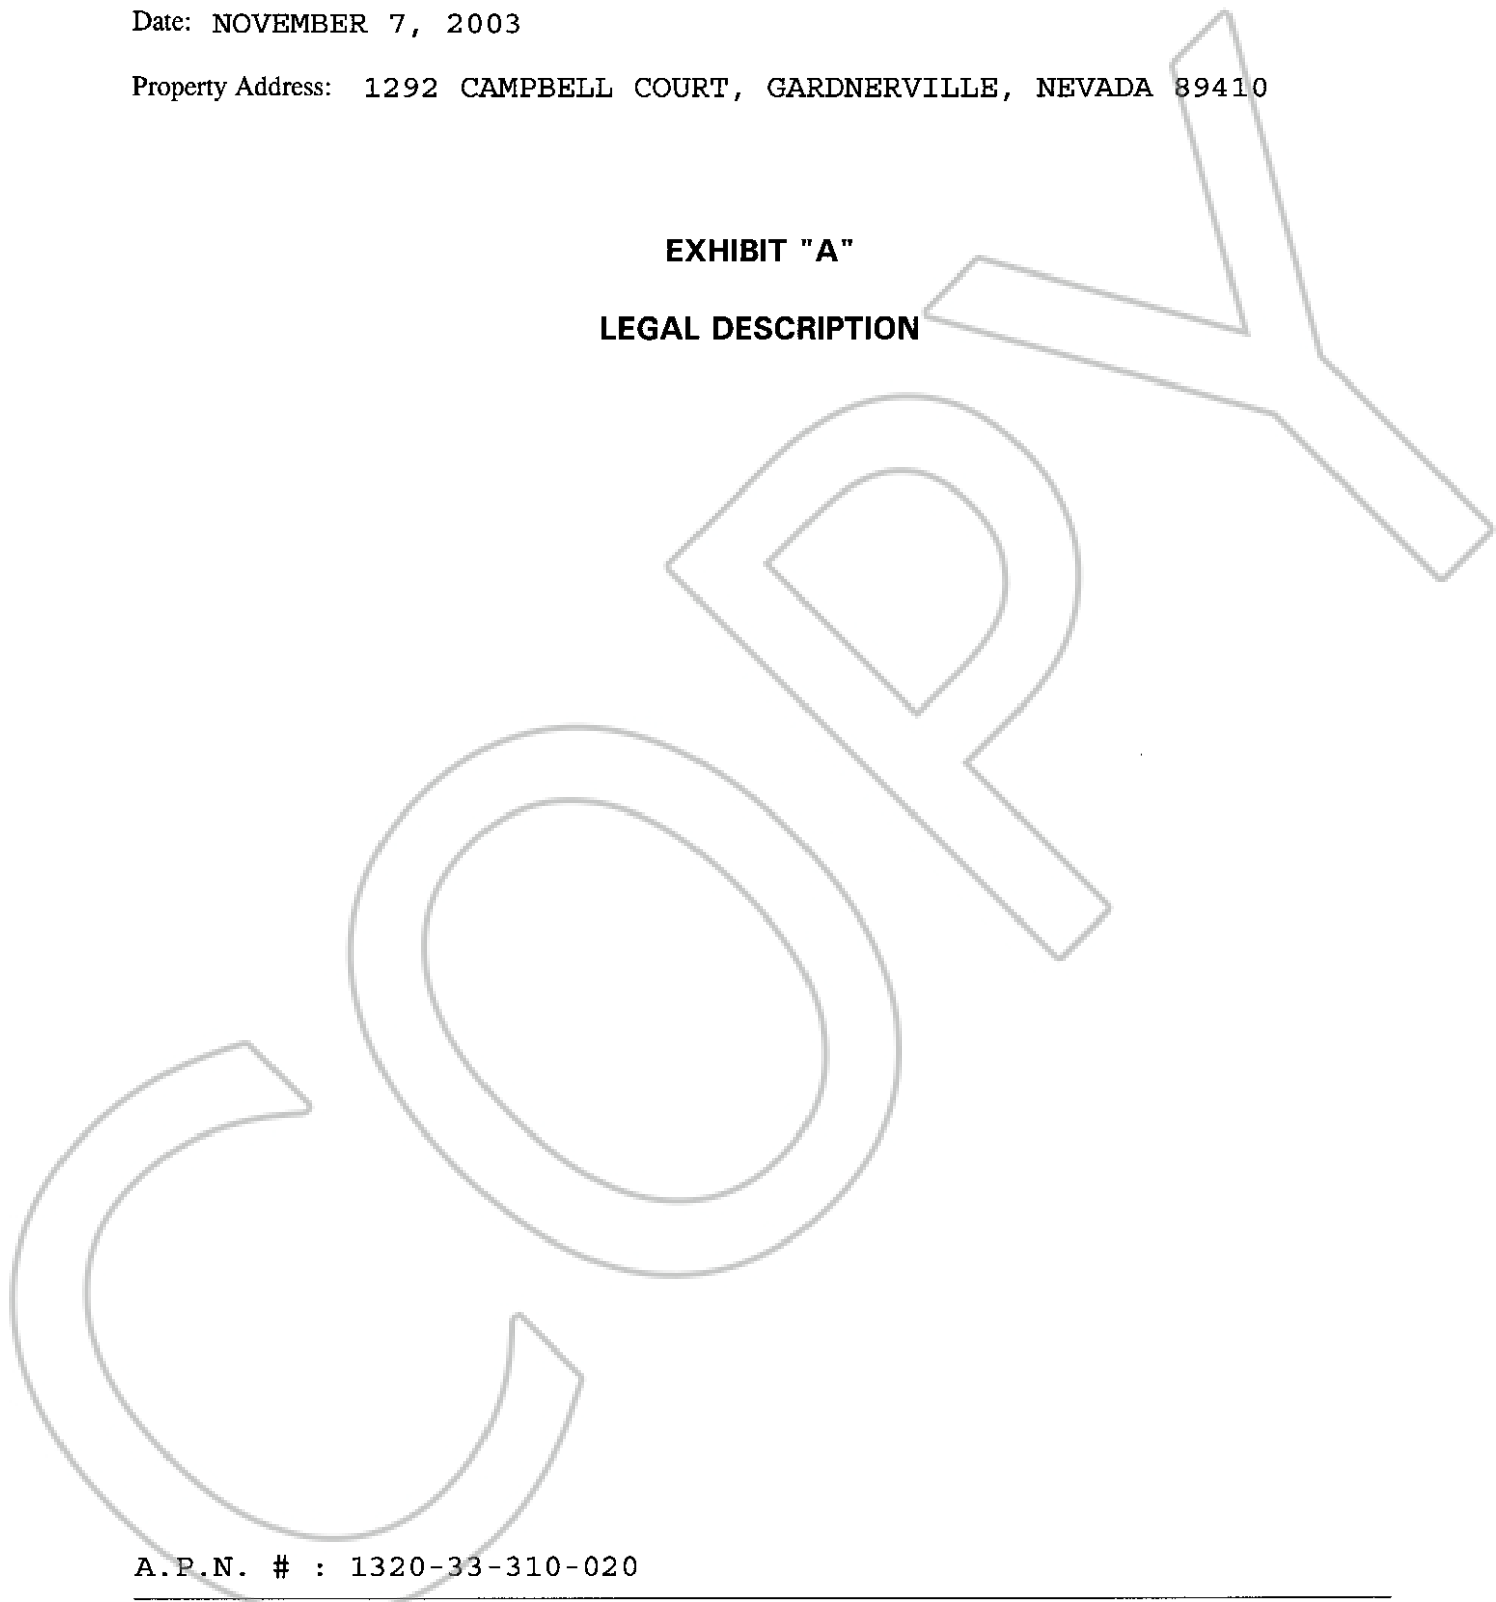 Date: NOVEMBER 7, 2003
Property Address: 1292 CAMPBELL COURT, GARDNERVILLE, NEVADA 89410
EXHIBIT "A"
LEGAL DESCRIPTION
COPY
A.P.N. # : 1320-33-310-020